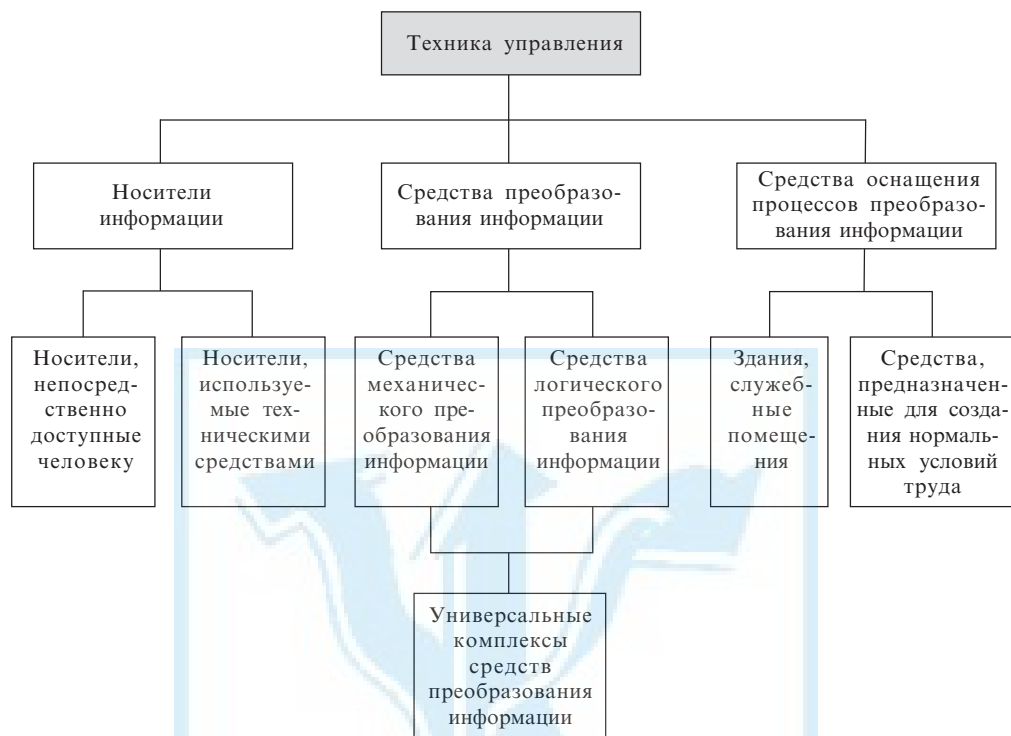 Техника управления
Носители
информации
Средства преобразо-
вания информации
Средства оснащения
процессов преобразо-
вания информации
Носители,
непосред-
ственно
доступные
человеку
Носители,
используе-
мые тех-
ническими
средствами
Средства
механичес-
кого пре-
образования
информации
Средства
логического
преобразо-
вания
информации
Здания,
служеб-
ные
помеще-
ния
Средства,
предназначен-
ные для созда-
ния нормаль-
ных условий
труда
Универсальные
комплексы
средств
преобразования
информации